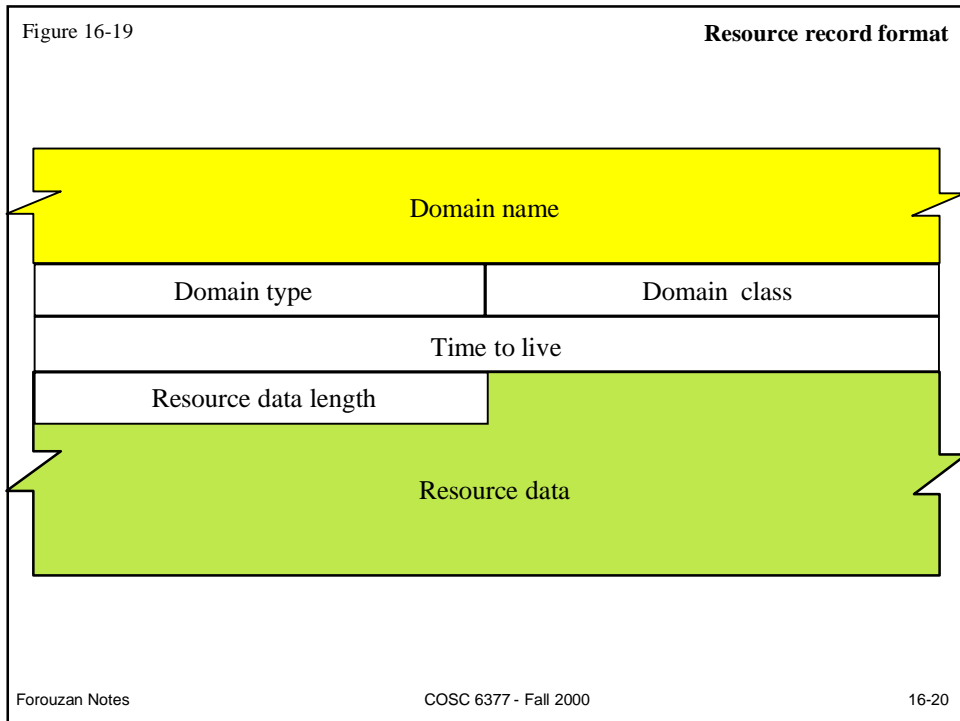 Figure 16-19
Resource record format
Domain name
Domain type
Domain class
Time to live
Resource data length
Resource data
Forouzan Notes
COSC 6377 - Fall 2000
16-20